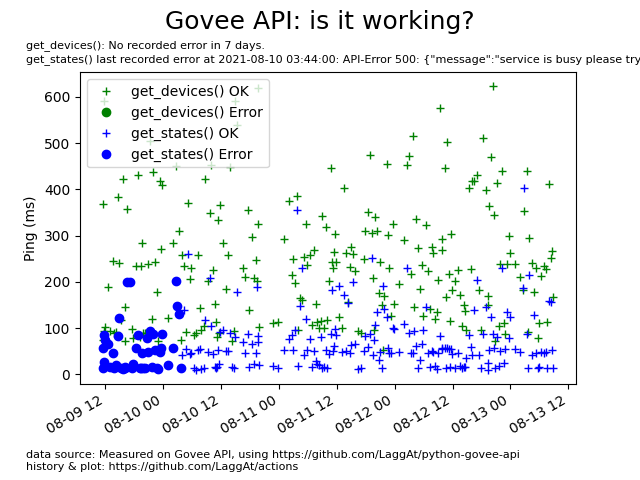 Govee API: is it working?
get_devices(): No recorded error in 7 days.
get_states() last recorded error at 2021-08-10 03:44:00: API-Error 500: {"message":"service is busy please try
get_devices() OK
get_devices() Error
get_states() OK
get_states() Error
Ping (ms)
600
500
400
300
200
100
0
08-09 12
08-10 00
08-10 12
08-11 00
08-11 12
08-12 00
08-12 12
08-13 00
08-13 12
data source: Measured on Govee API, using https://github.com/LaggAt/python-govee-api
history & plot: https://github.com/LaggAt/actions